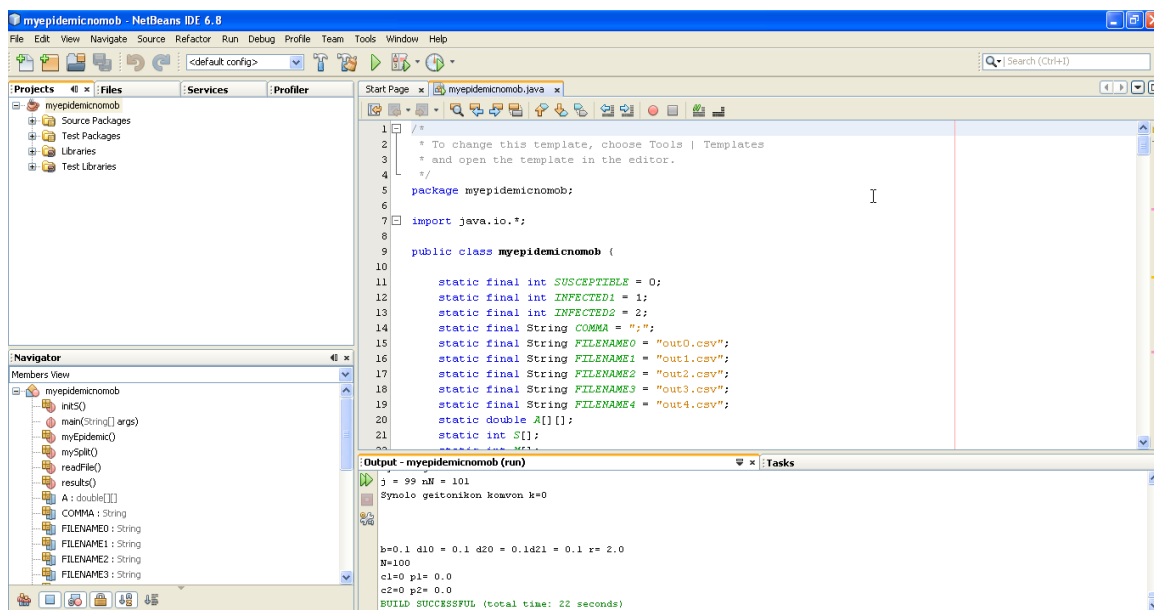 myepidemicnomob - NetBeans IDE 6.8
File Edit View Navigate Source Refactor Run Debug Profile Team Tools Window Help
<default config>
Search (Ctrl+I)
Projects Files Services Profiler
myepidemicnomob
Source Packages
Test Packages
Libraries
Test Libraries
Start Page myepidemicnomob.java
1 /*
2 * To change this template, choose Tools | Templates
3 * and open the template in the editor.
4 */
5 package myepidemicnomob;
6
7 import java.io.*;
8
9 public class myepidemicnomob {
10
11 static final int SUSCEPTIBLE = 0;
12 static final int INFECTED1 = 1;
13 static final int INFECTED2 = 2;
14 static final String COMMA = ";";
15 static final String FILENAME0 = "out0.csv";
16 static final String FILENAME1 = "out1.csv";
17 static final String FILENAME2 = "out2.csv";
18 static final String FILENAME3 = "out3.csv";
19 static final String FILENAME4 = "out4.csv";
20 static double A[][];
21 static int S[];
Navigator
Members View
myepidemicnomob
initS()
main(String[] args)
myEpidemic()
mySplit()
readFile()
results()
A : double[][]
COMMA : String
FILENAME0 : String
FILENAME1 : String
FILENAME2 : String
FILENAME3 : String
Output - myepidemicnomob (run) Tasks
j = 99 nN = 101
Synolo geitonikon komvon k=0
b=0.1 d10 = 0.1 d20 = 0.1d21 = 0.1 r= 2.0
N=100
c1=0 p1= 0.0
c2=0 p2= 0.0
BUILD SUCCESSFUL (total time: 22 seconds)